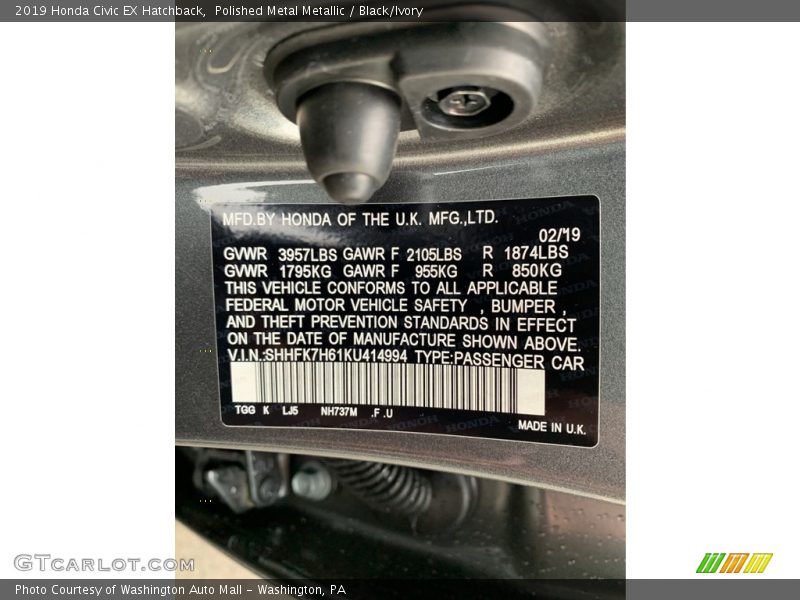 2019 Honda Civic EX Hatchback,  Polished Metal Metallic / Black/Ivory
MFD.BY HONDA OF THE U.K. MFG.,LTD.
02/19
GVWR 3957LBS GAWR F 2105LBS R 1874LBS
GVWR 1795KG GAWR F 955KG R 850KG
THIS VEHICLE CONFORMS TO ALL APPLICABLE
FEDERAL MOTOR VEHICLE SAFETY , BUMPER ,
AND THEFT PREVENTION STANDARDS IN EFFECT
ON THE DATE OF MANUFACTURE SHOWN ABOVE.
V.I.N.:SHHFK7H61KU414994 TYPE:PASSENGER CAR
TGG K LJ5 NH737M .F .U
MADE IN U.K.
GTcarlot.com
Photo Courtesy of Washington Auto Mall - Washington, PA